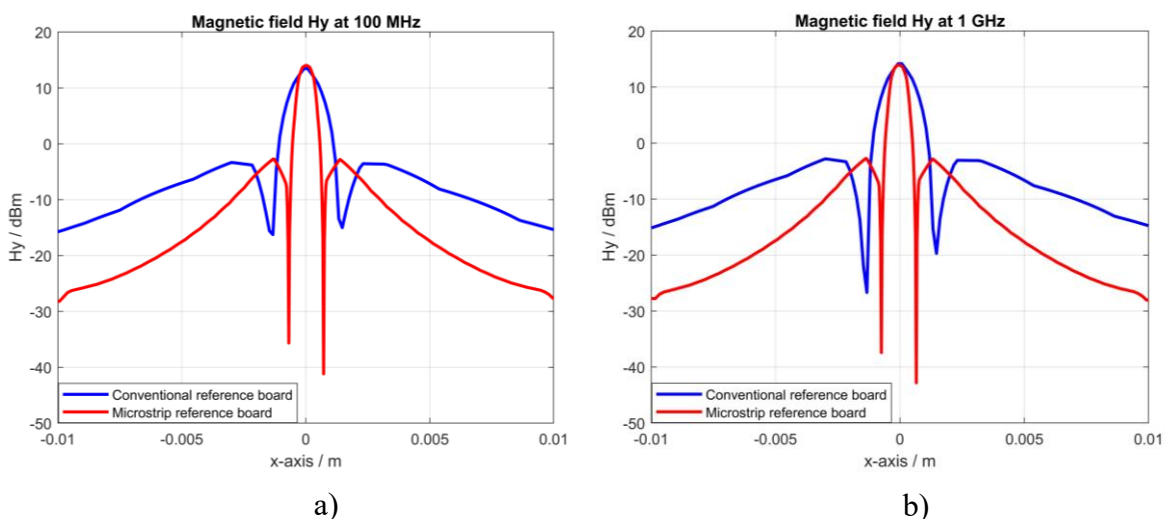 Magnetic field Hy at 100 MHz
20
10
0
-10
-20
-30
-40
-50
Hy / dBm
-0.01
-0.005
0
0.005
0.01
x-axis / m
Conventional reference board
Microstrip reference board
a)
Magnetic field Hy at 1 GHz
20
10
0
-10
-20
-30
-40
-50
Hy / dBm
-0.01
-0.005
0
0.005
0.01
x-axis / m
Conventional reference board
Microstrip reference board
b)